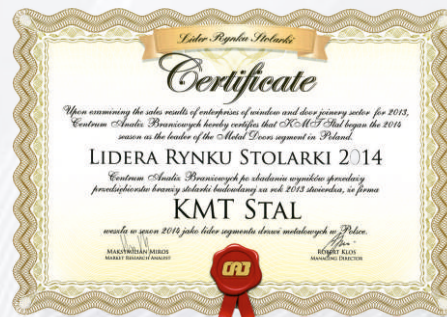 Lider Rynku Stolarki
Certificate
Upon examining the sales results of enterprises of window and door joinery sector for 2013,
Centrum Analiz Branżowych hereby certifies that KMT Stal began the 2014
season as the leader of the Metal Doors segment in Poland.
LIDERA RYNKU STOLARKI 2014
Centrum Analiz Branżowych po zbadaniu wyników sprzedaży
przedsiębiorstw branży stolarki budowlanej za rok 2013 stwierdza, iż firma
KMT STAL
weszła w sezon 2014 jako lider segmentu drzwi metalowych w Polsce.
MAKSYMILIAN MIROS
MARKET RESEARCH ANALYST
ROBERT KLOS
MANAGING DIRECTOR
CAB